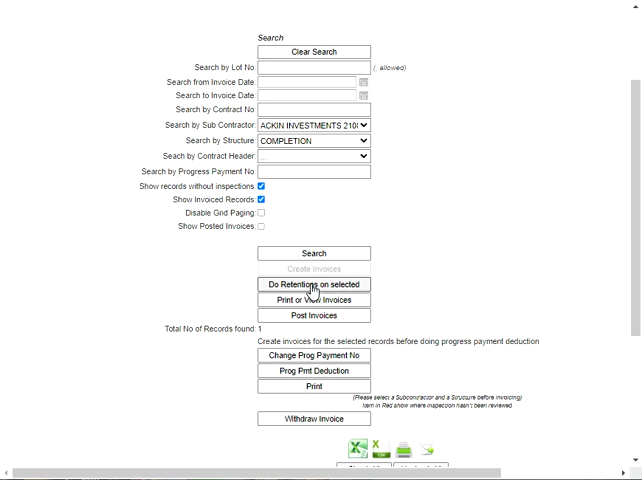 Search
Clear Search
Search by Lot No: (, allowed)
Search from Invoice Date:
Search to Invoice Date:
Search by Contract No:
Search by Sub Contractor: ACKIN INVESTMENTS 210
Search by Structure: COMPLETION
Seach by Contract Header: ..
Search by Progress Payment No:
Show records without inspections:
Show Invoiced Records
Disable Grid Paging:
Show Posted Invoices:
Search
Create Invoices
Do Retentions on selected
Print or View Invoices
Post Invoices
Total No of Records found: 1
Create invoices for the selected records before doing progress payment deduction
Change Prog Payment No
Prog Pmt Deduction
Print
(Please select a Subcontractor and a Structure before invoicing)
Item in Red show where inspection hasn't been reviewed
Withdraw Invoice